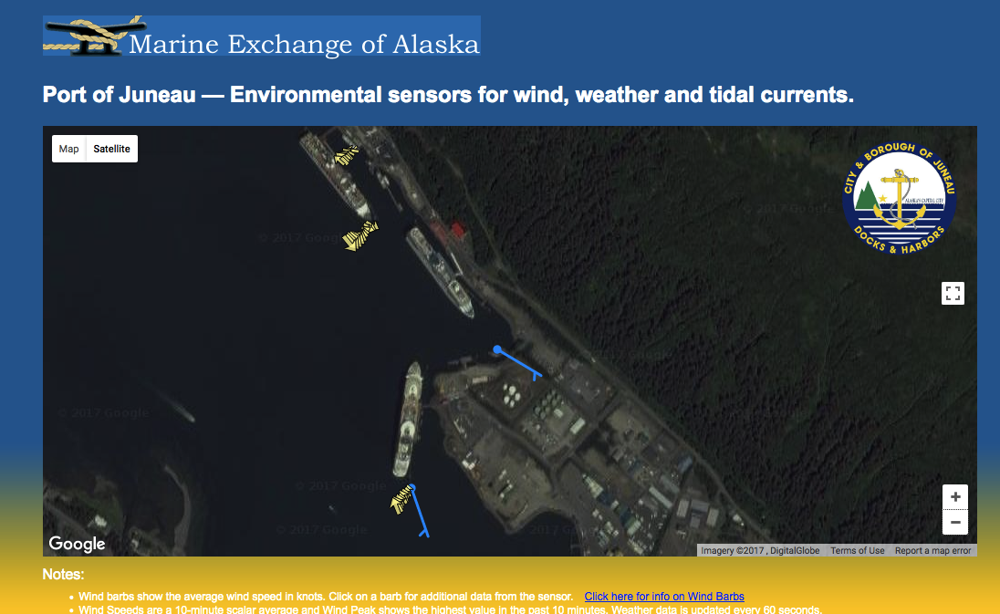 Marine Exchange of Alaska
Port of Juneau — Environmental sensors for wind, weather and tidal currents.
Map Satellite
CITY & BOROUGH OF JUNEAU
ALASKA'S CAPITAL CITY
DOCKS & HARBORS
© 2017 Google
© 2017 Google
© 2017 Google
© 2017 Google
© 2017 Google
Google
Imagery ©2017 , DigitalGlobe Terms of Use Report a map error
Notes:
• Wind barbs show the average wind speed in knots. Click on a barb for additional data from the sensor. Click here for info on Wind Barbs
• Wind Speeds are a 10-minute scalar average and Wind Peak shows the highest value in the past 10 minutes. Weather data is updated every 60 seconds.